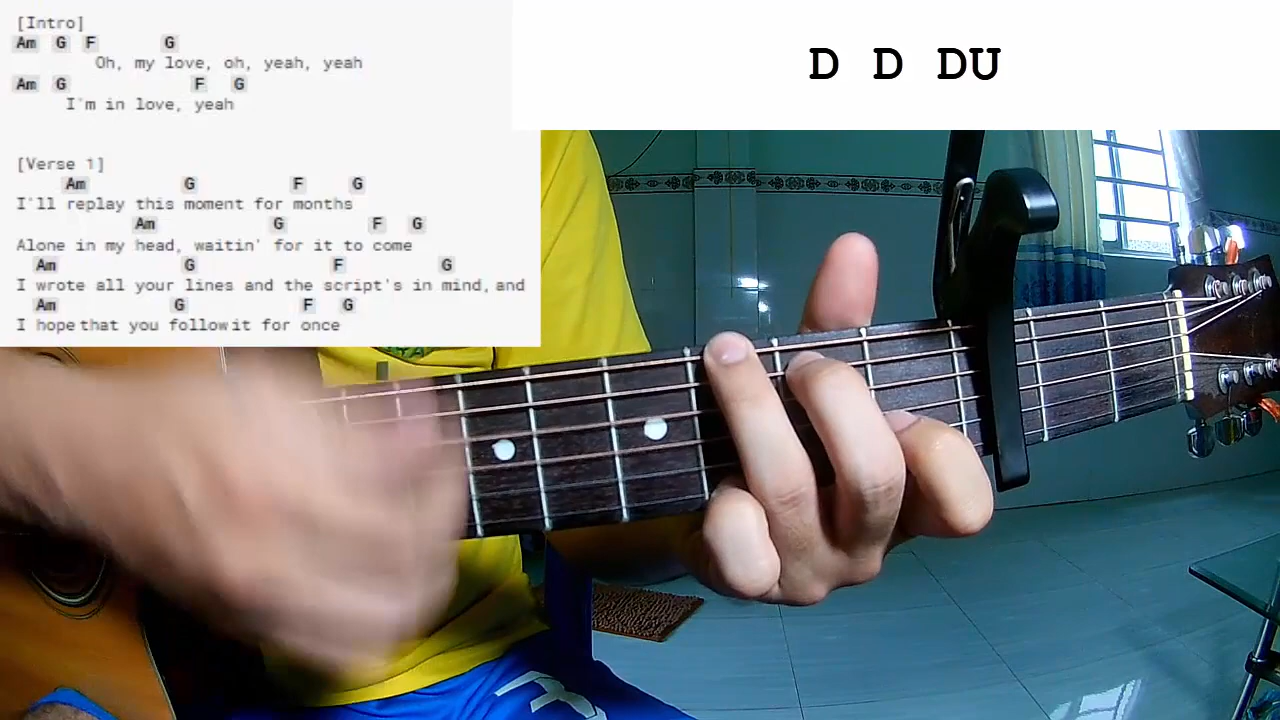 [Intro]
Am G F G
Oh, my love, oh, yeah, yeah
Am G F G
I'm in love, yeah
[Verse 1]
Am G F G
I'll replay this moment for months
Am G F G
Alone in my head, waitin' for it to come
Am G F G
I wrote all your lines and the script's in mind, and
Am G F G
I hope that you follow it for once
D D DU